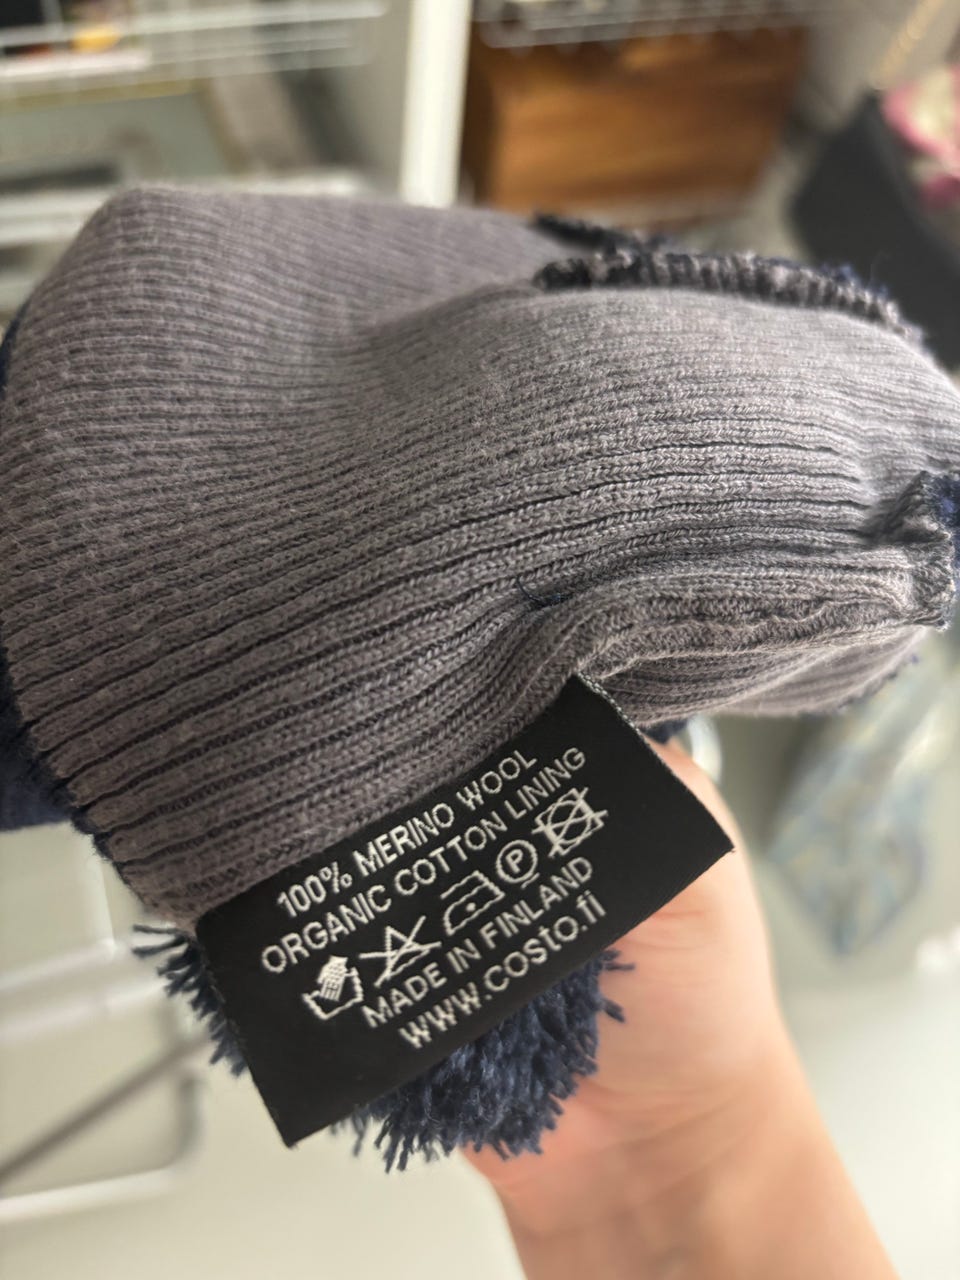 100% MERINO WOOL
ORGANIC COTTON LINING
P
MADE IN FINLAND
www.costo.fi